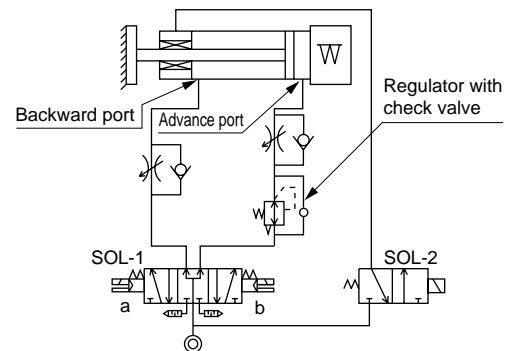 W
Backward port
Advance port
Regulator with
check valve
SOL-1
SOL-2
a
b